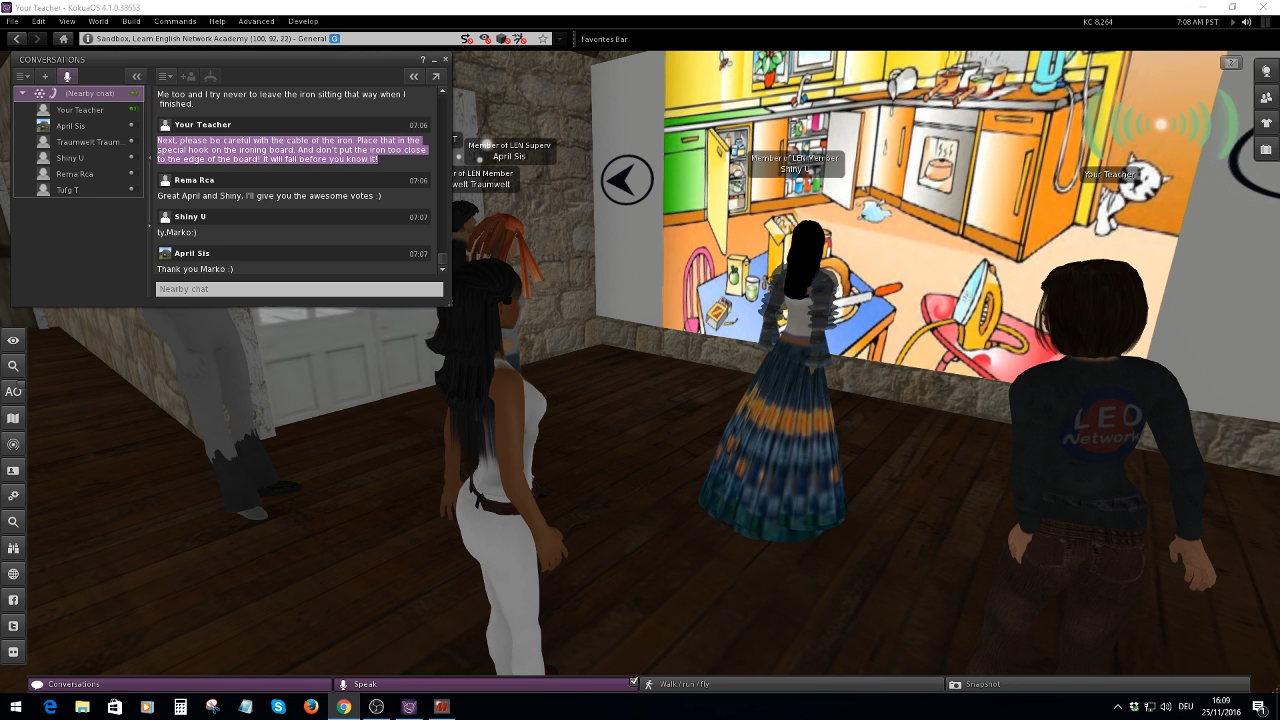 Your Teacher - KokuaOS 4.1.0.38653
File Edit View World Build Commands Help Advanced Develop
KC 8,264
7:08 AM PST
Sandbox, Learn English Network Academy (100, 92, 22) - General G
Favorites Bar
CONVERSATIONS
(Nearby chat)
Your Teacher
April Sis
Traumwelt Traum...
Shiny U
Rema Rca
Tufg T
Me too and I try never to leave the iron sitting that way when I
finished.
Your Teacher 07:06
Next, please be careful with the cable of the iron. Place that in the
special hook on the ironing board. And don't put the iron too close
to the edge of the board! It will fall before you know it!
Rema Rca 07:06
Great April and Shiny, I'll give you the awesome votes :)
Shiny U 07:07
ty,Marko:)
April Sis 07:07
Thank you Marko :)
Nearby chat
Member of LEN Superv
April Sis
r of LEN Member
welt Traumwelt
Member of LEN Member
Shiny U
Your Teacher
LEO
Network
Conversations
Speak
Walk / run / fly
Snapshot
DEU
16:09
25/11/2016